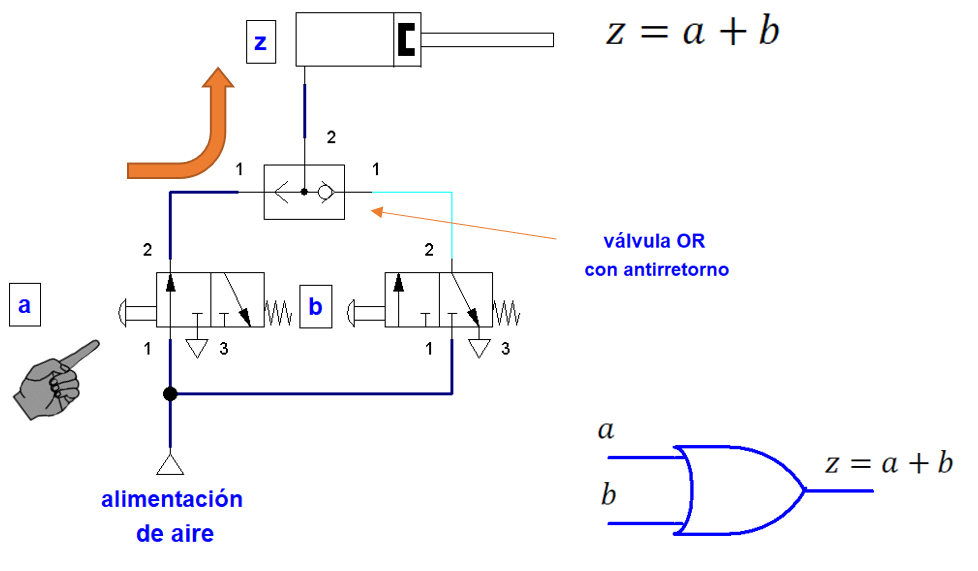 z
z = a + b
2
1
1
válvula OR
con antirretorno
2
2
a
b
1
3
1
3
alimentación
de aire
a
b
z = a + b